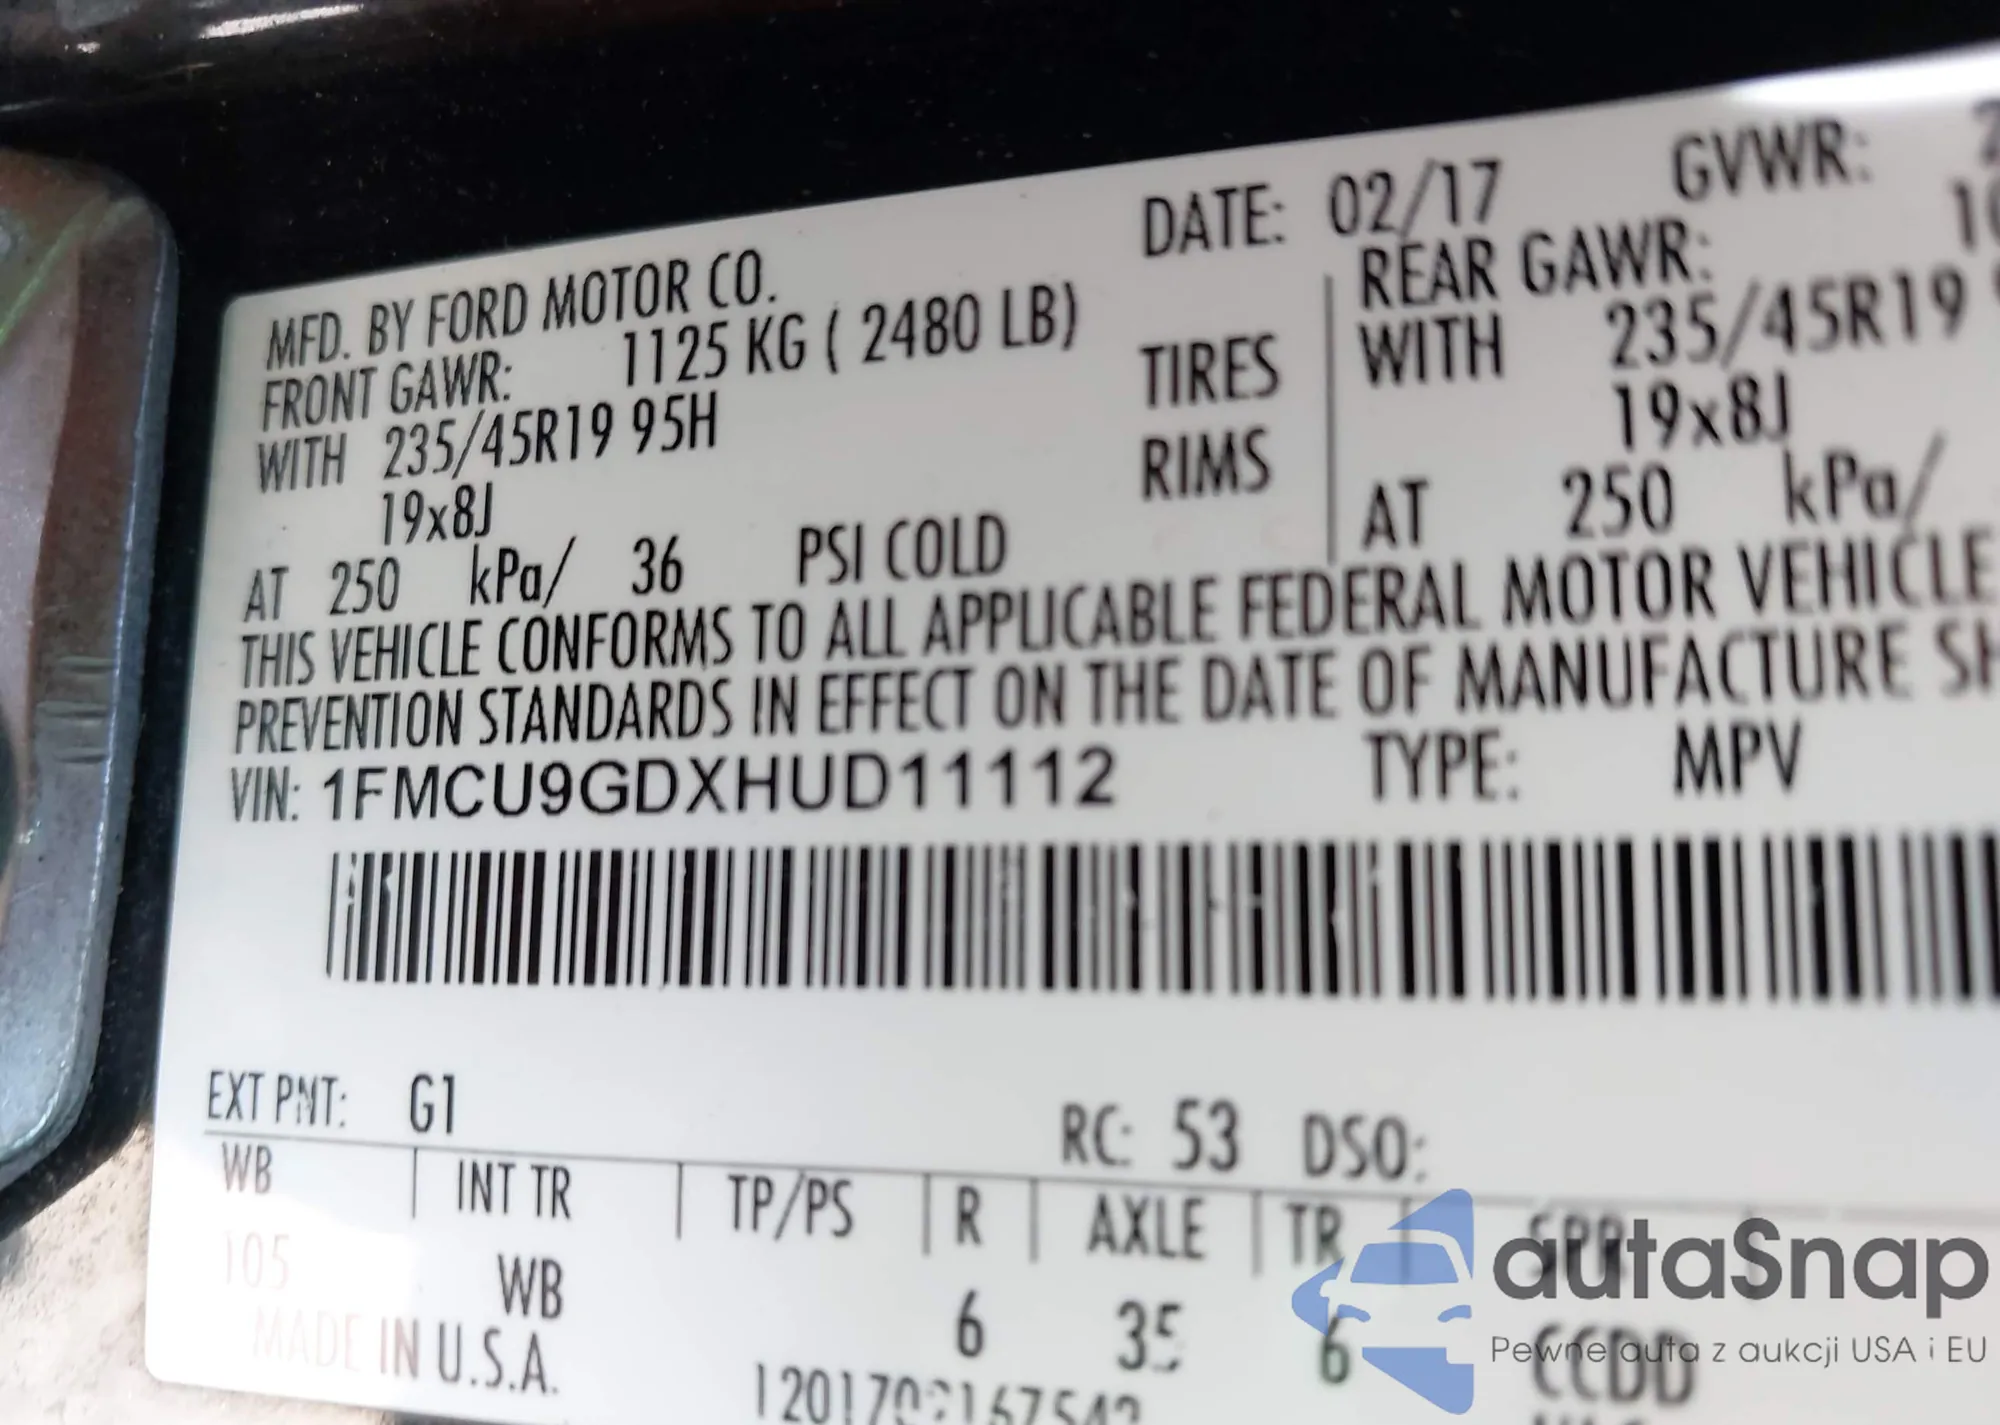 DATE: 02/17 GVWR:
MFD. BY FORD MOTOR CO.
FRONT GAWR: 1125 KG ( 2480 LB) REAR GAWR:
WITH 235/45R19 95H TIRES WITH 235/45R19
19x8J RIMS 19x8J
AT 250 kPa/ 36 PSI COLD AT 250 kPa/
THIS VEHICLE CONFORMS TO ALL APPLICABLE FEDERAL MOTOR VEHICLE
PREVENTION STANDARDS IN EFFECT ON THE DATE OF MANUFACTURE SH
VIN: 1FMCU9GDXHUD11112 TYPE: MPV
EXT PNT: G1 RC: 53 DSO:
WB INT TR TP/PS R AXLE TR SPR
105 WB 6 35 6 CCDD
MADE IN U.S.A.
autaSnap
Pewne auta z aukcji USA i EU